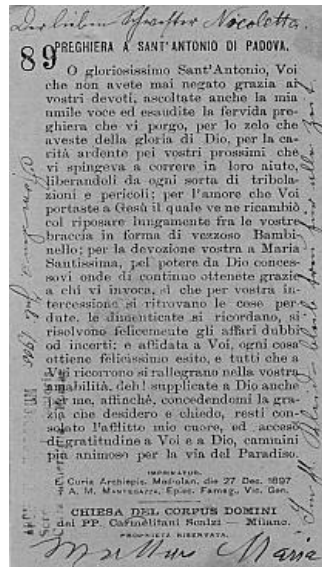 Der lieben Schwester Nicoletta.
89
PREGHIERA A SANT'ANTONIO DI PADOVA.
O gloriosissimo Sant'Antonio, Voi
che non avete mai negato grazia ai
vostri devoti, ascoltate anche la mia
umile voce ed esaudite la fervida pre-
ghiera che vi porgo, per lo zelo che
aveste della gloria di Dio, per la ca-
rità ardente pei vostri prossimi che
vi spingeva a correre in loro aiuto,
liberandoli da ogni sorta di tribola-
zioni e pericoli; per l'amore che Voi
portaste a Gesù il quale ve ne ricambiò
col riposare lungamente fra le vostre
braccia in forma di vezzoso Bambi-
nello; per la devozione vostra a Maria
Santissima, pel potere da Dio conces-
sovi onde di continuo ottenete grazie
a chi vi invoca, sì che per vostra in-
tercessione si ritrovano le cose per-
dute, le dimenticate si ricordano, si
risolvono felicemente gli affari dubbi
od incerti; e affidata a Voi, ogni cosa
ottiene felicissimo esito, e tutti che a
Voi ricorrono si rallegrano nella vostra
amabilità, deh! supplicate a Dio anche
per me, affinchè, concedendomi la gra-
zia che desidero e chiedo, resti con-
solato l'afflitto mio cuore, ed acceso
di gratitudine a Voi e a Dio, cammini
più animoso per la via del Paradiso.
IMPRIMATUR.
E Curia Archiepis. Mediolan. die 27 Dec. 1897
† A. M. MANTEGAZZA, Epis. Famag. Vic. Gen.
CHIESA DEL CORPUS DOMINI
dei PP. Carmelitani Scalzi — Milano.
PROPRIETÀ RISERVATA.
Maria